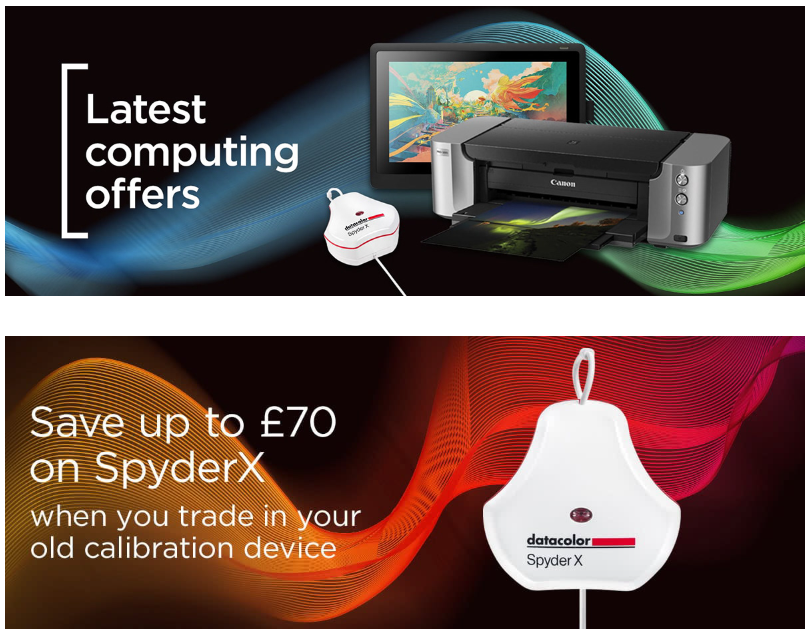 Latest
computing
offers
Canon
datacolor
Spyder X
Save up to £70
on SpyderX
when you trade in your
old calibration device
datacolor
Spyder X